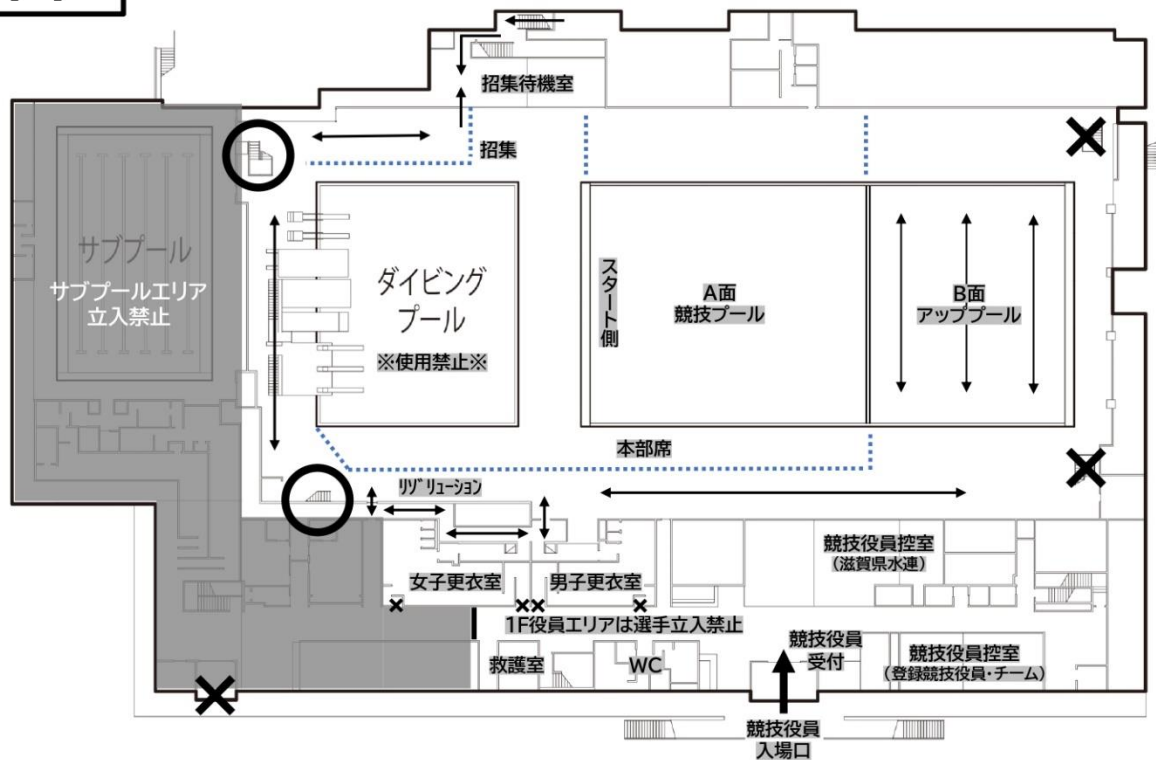 招集待機室
招集
サブプール
サブプールエリア
立入禁止
ダイビング
プール
※使用禁止※
スタート側
A面
競技プール
B面
アッププール
本部席
リゾリューション
競技役員控室
(滋賀県水連)
女子更衣室
男子更衣室
1F役員エリアは選手立入禁止
救護室
WC
競技役員
受付
競技役員控室
(登録競技役員・チーム)
競技役員
入場口